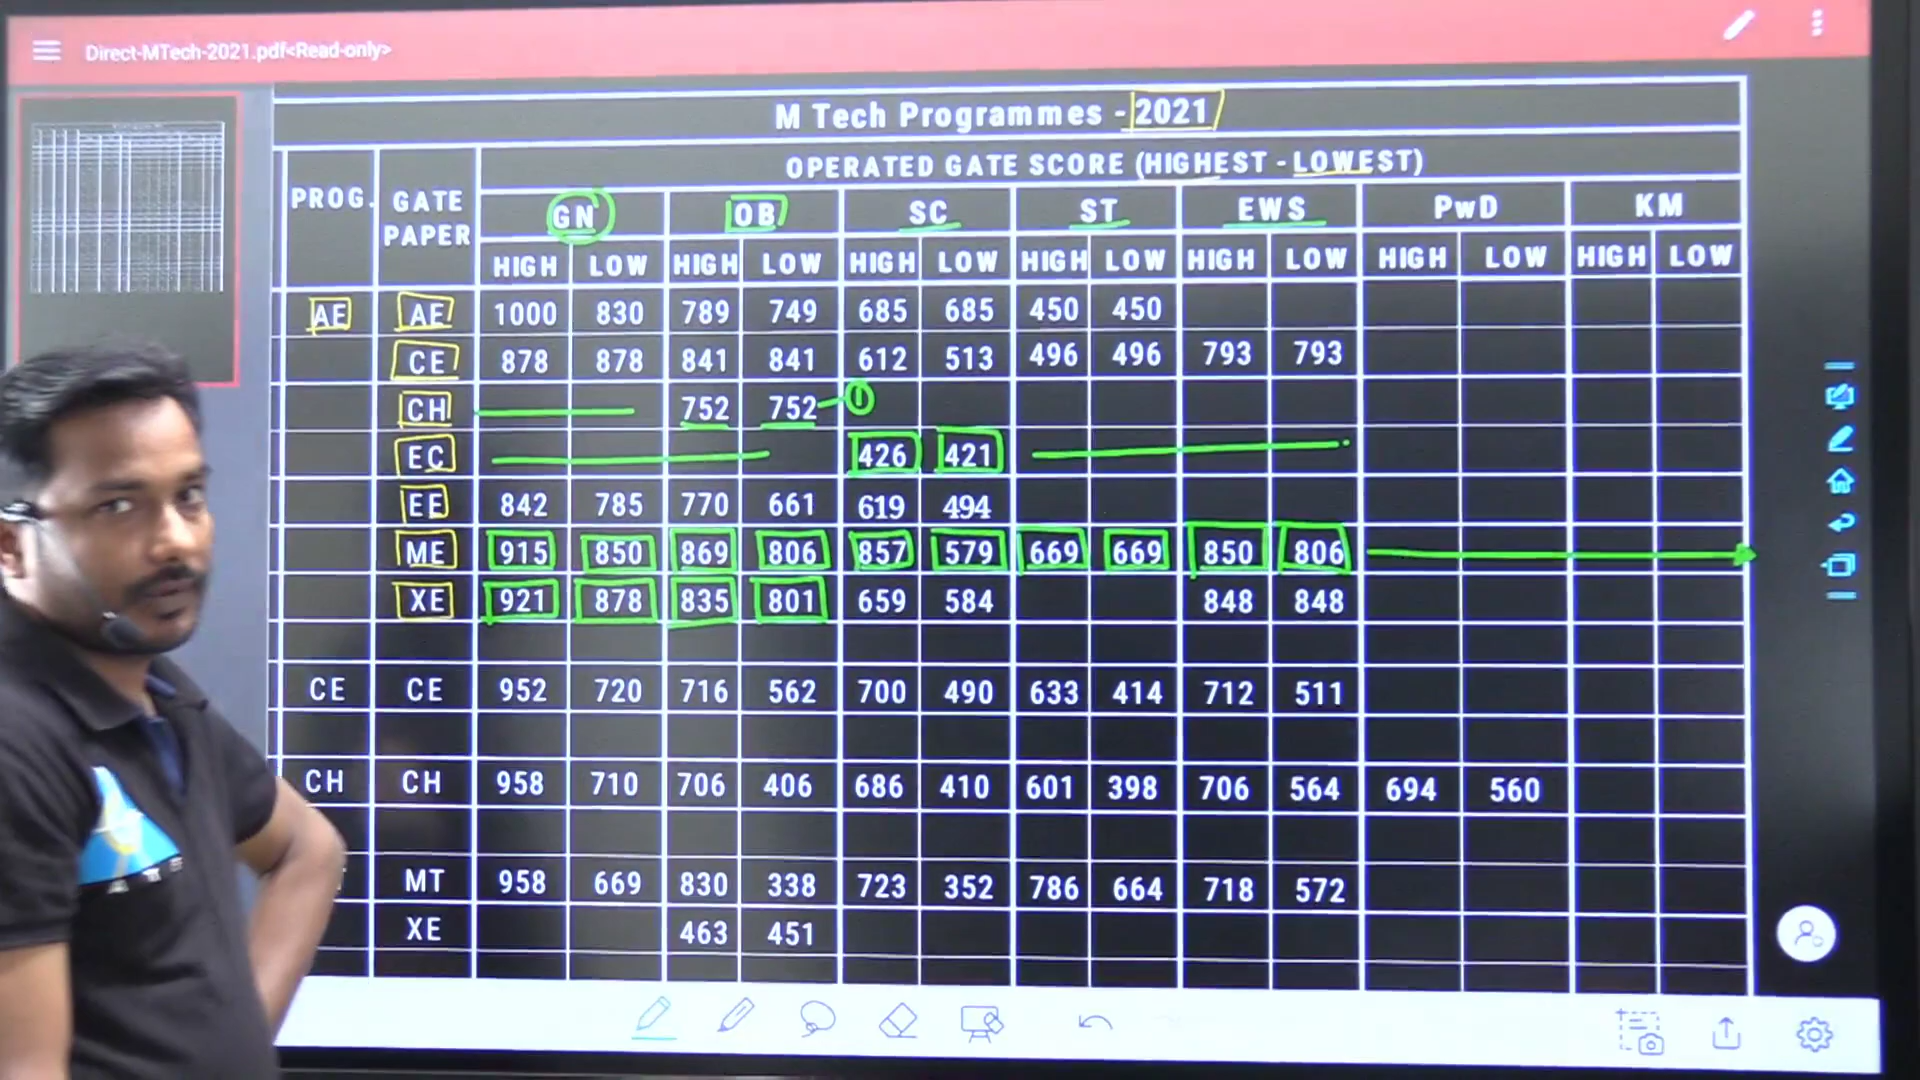 Direct-MTech-2021.pdf<Read-only>
M Tech Programmes - 2021
OPERATED GATE SCORE (HIGHEST - LOWEST)
PROG. GATE PAPER GN OB SC ST EWS PwD KM
HIGH LOW HIGH LOW HIGH LOW HIGH LOW HIGH LOW HIGH LOW HIGH LOW
AE AE 1000 830 789 749 685 685 450 450
CE 878 878 841 841 612 513 496 496 793 793
CH 752 752 1
EC 426 421
EE 842 785 770 661 619 494
ME 915 850 869 806 857 579 669 669 850 806
XE 921 878 835 801 659 584 848 848
CE CE 952 720 716 562 700 490 633 414 712 511
CH CH 958 710 706 406 686 410 601 398 706 564 694 560
MT 958 669 830 338 723 352 786 664 718 572
XE 463 451